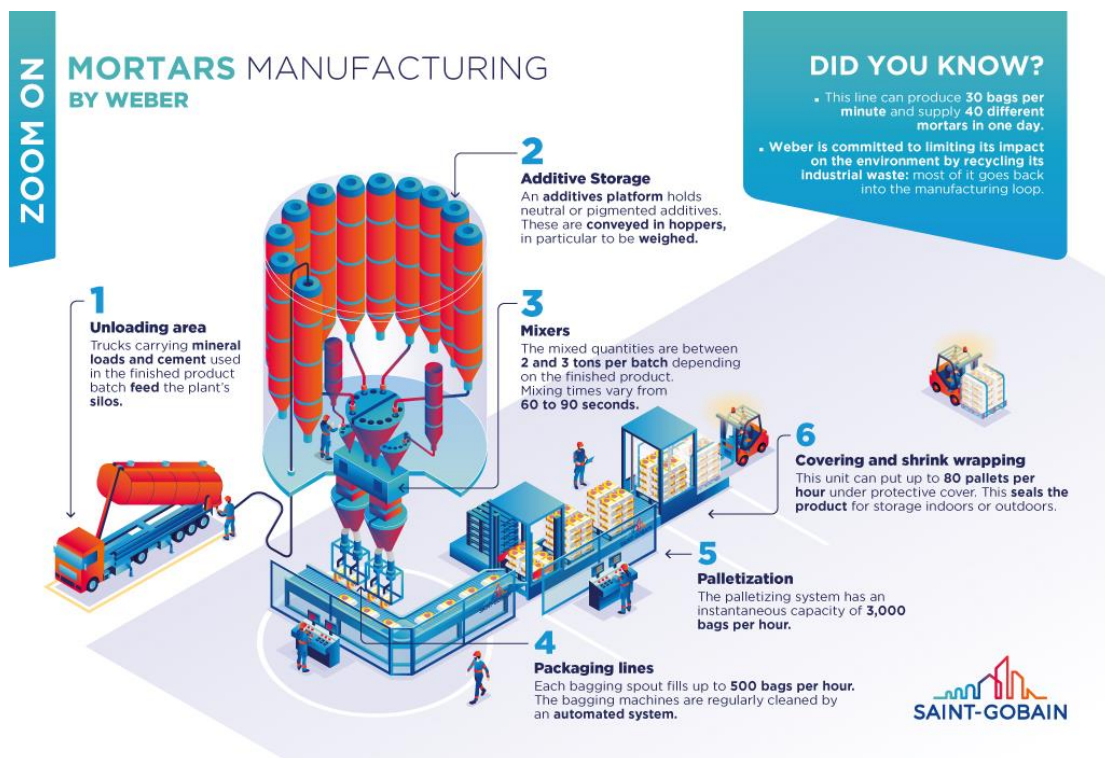 ZOOM ON
MORTARS MANUFACTURING
BY WEBER
DID YOU KNOW?
▪ This line can produce 30 bags per
minute and supply 40 different
mortars in one day.
▪ Weber is committed to limiting its impact
on the environment by recycling its
industrial waste: most of it goes back
into the manufacturing loop.
1
Unloading area
Trucks carrying mineral
loads and cement used
in the finished product
batch feed the plant's
silos.
2
Additive Storage
An additives platform holds
neutral or pigmented additives.
These are conveyed in hoppers,
in particular to be weighed.
3
Mixers
The mixed quantities are between
2 and 3 tons per batch depending
on the finished product.
Mixing times vary from
60 to 90 seconds.
4
Packaging lines
Each bagging spout fills up to 500 bags per hour.
The bagging machines are regularly cleaned by
an automated system.
5
Palletization
The palletizing system has an
instantaneous capacity of 3,000
bags per hour.
6
Covering and shrink wrapping
This unit can put up to 80 pallets per
hour under protective cover. This seals the
product for storage indoors or outdoors.
SAINT-GOBAIN
SAINT-GOBAIN